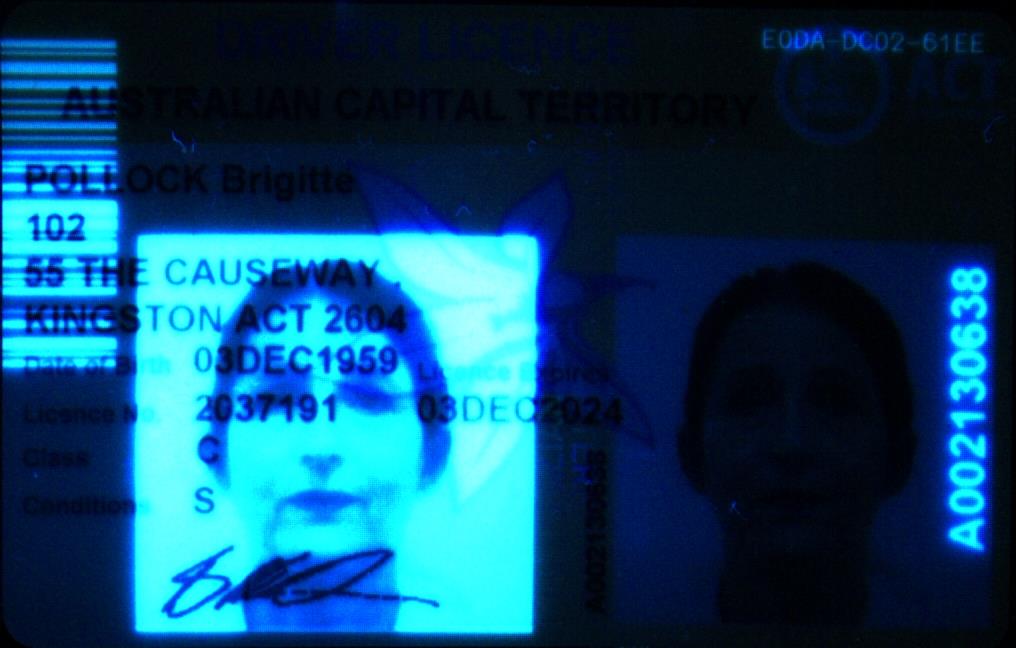 DRIVER LICENCE
E0DA-DC02-61EE
ACT
AUSTRALIAN CAPITAL TERRITORY
POLLOCK Brigitte
102
55 THE CAUSEWAY,
KINGSTON ACT 2604
Date of Birth 03DEC1959
Licence Expires
Licence No. 2037191 03DEC2024
Class C
Conditions S
A002130638
A002130638